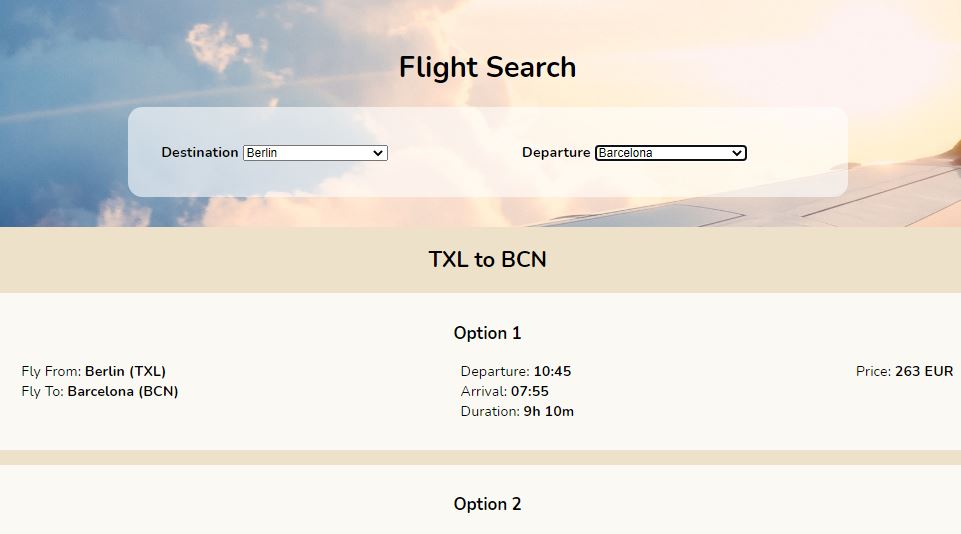 Flight Search
Destination Berlin Departure Barcelona
TXL to BCN
Option 1
Fly From: Berlin (TXL)
Fly To: Barcelona (BCN)
Departure: 10:45
Arrival: 07:55
Duration: 9h 10m
Price: 263 EUR
Option 2